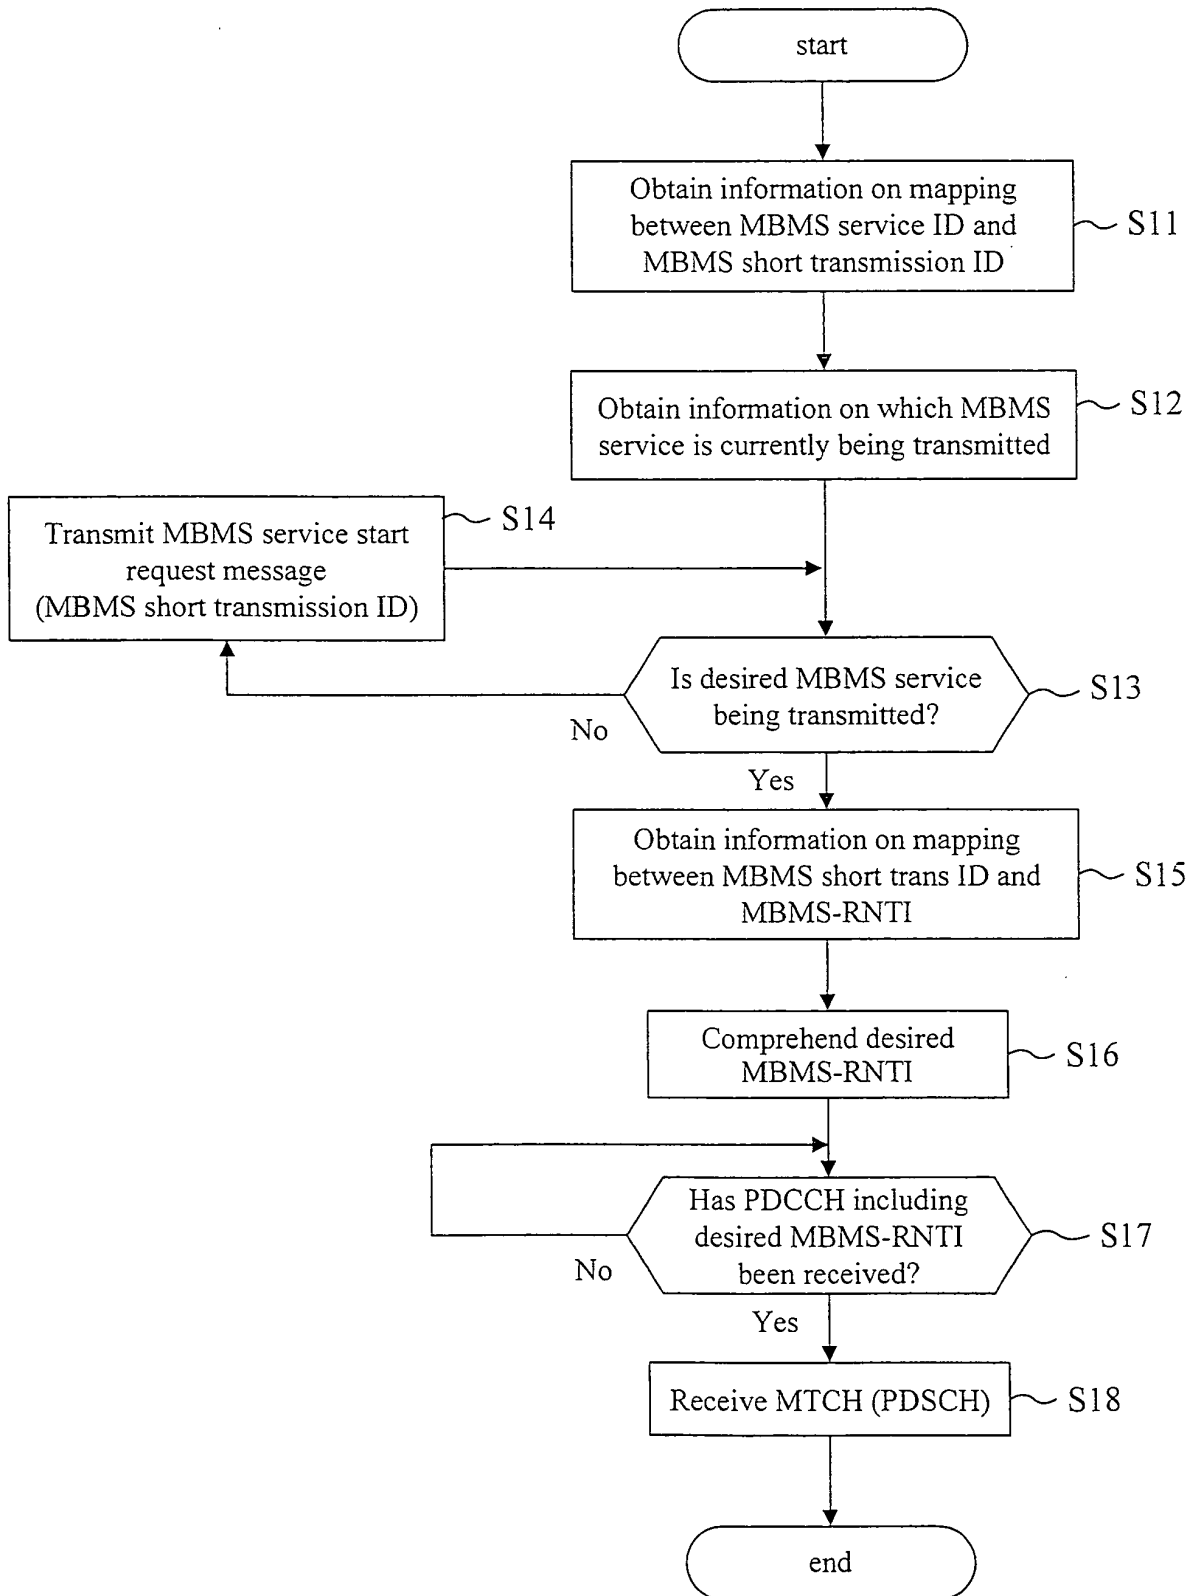 start
Obtain information on mapping
between MBMS service ID and
MBMS short transmission ID
S11
Obtain information on which MBMS
service is currently being transmitted
S12
Transmit MBMS service start
request message
(MBMS short transmission ID)
S14
Is desired MBMS service
being transmitted?
S13
No
Yes
Obtain information on mapping
between MBMS short trans ID and
MBMS-RNTI
S15
Comprehend desired
MBMS-RNTI
S16
Has PDCCH including
desired MBMS-RNTI
been received?
S17
No
Yes
Receive MTCH (PDSCH)
S18
end